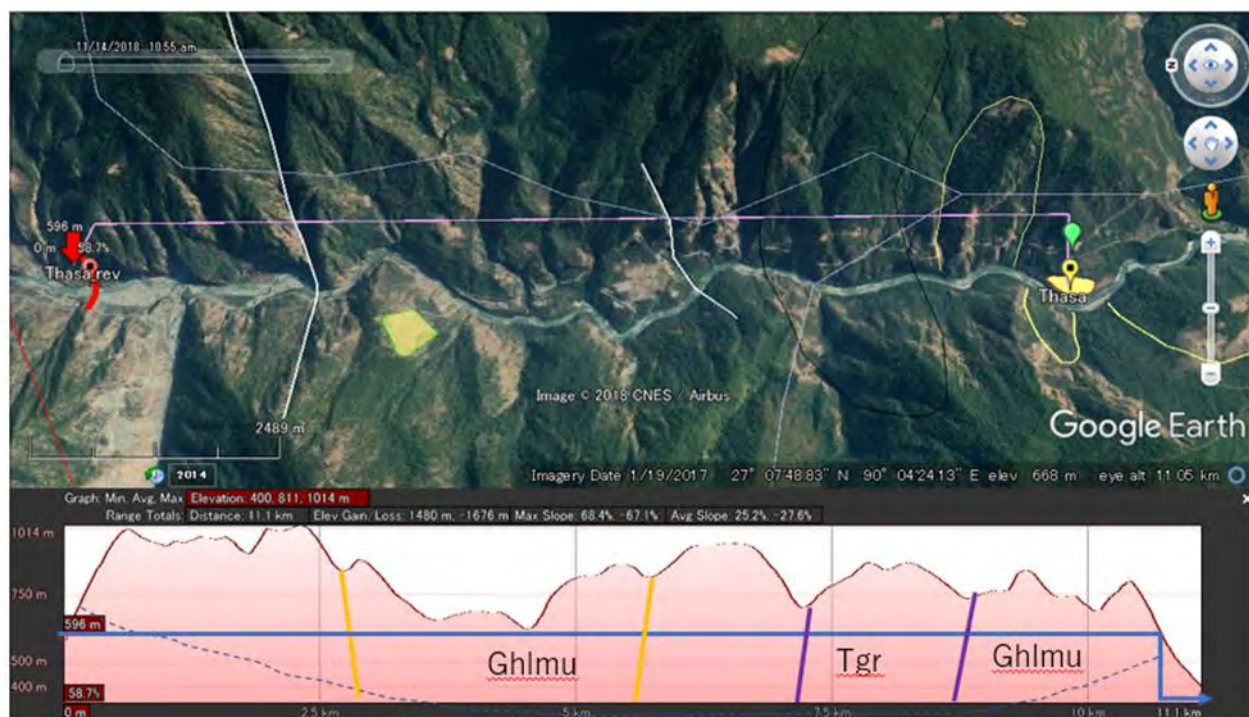 11/14/2018 10:55 am
N
596 m
0 m 58.7%
Thasa rev
Thasa
Image © 2018 CNES / Airbus
2489 m
Google Earth
2014
Imagery Date 1/19/2017 27° 07'48.83" N 90° 04'24.13" E elev 668 m eye alt 11.05 km
Graph: Min, Avg, Max Elevation: 400, 811, 1014 m
Range Totals: Distance: 11.1 km Elev Gain/Loss: 1480 m, -1676 m Max Slope: 68.4%, -67.1% Avg Slope: 25.2%, -27.6%
1014 m
750 m
596 m
500 m
400 m
58.7%
Ghlmu
Tgr
Ghlmu
0 m 2.5 km 5 km 7.5 km 10 km 11.1 km